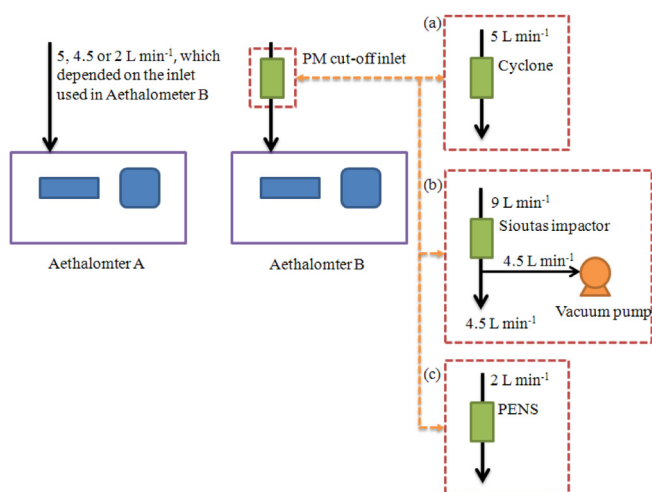 5, 4.5 or 2 L min⁻¹, which
depended on the inlet
used in Aethalometer B
Aethalomter A
PM cut-off inlet
Aethalomter B
(a)
5 L min⁻¹
Cyclone
(b)
9 L min⁻¹
Sioutas impactor
4.5 L min⁻¹
4.5 L min⁻¹
Vacuum pump
(c)
2 L min⁻¹
PENS